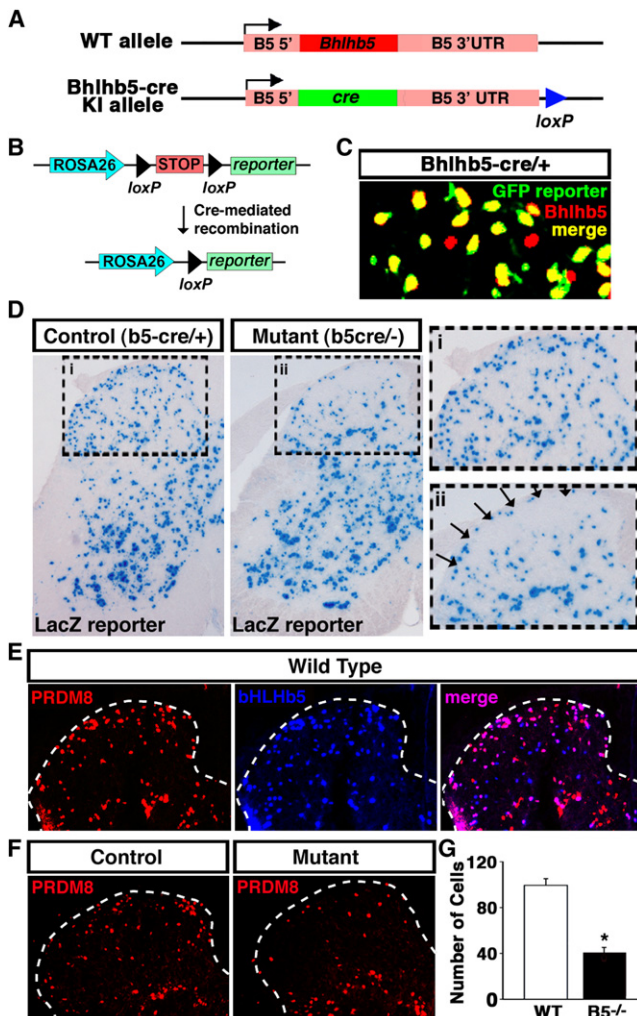 A
WT allele
B5 5' Bhlhb5 B5 3'UTR
Bhlhb5-cre
KI allele
B5 5' cre B5 3' UTR
loxP
B
ROSA26 STOP reporter
loxP loxP
Cre-mediated
recombination
ROSA26 reporter
loxP
C
Bhlhb5-cre/+
GFP reporter
Bhlhb5
merge
D
Control (b5-cre/+)
Mutant (b5cre/-)
i
ii
i
ii
LacZ reporter
LacZ reporter
E
Wild Type
PRDM8
bHLHb5
merge
F
Control
Mutant
PRDM8
PRDM8
G
Number of Cells
120
80
40
0
*
WT
B5-/-